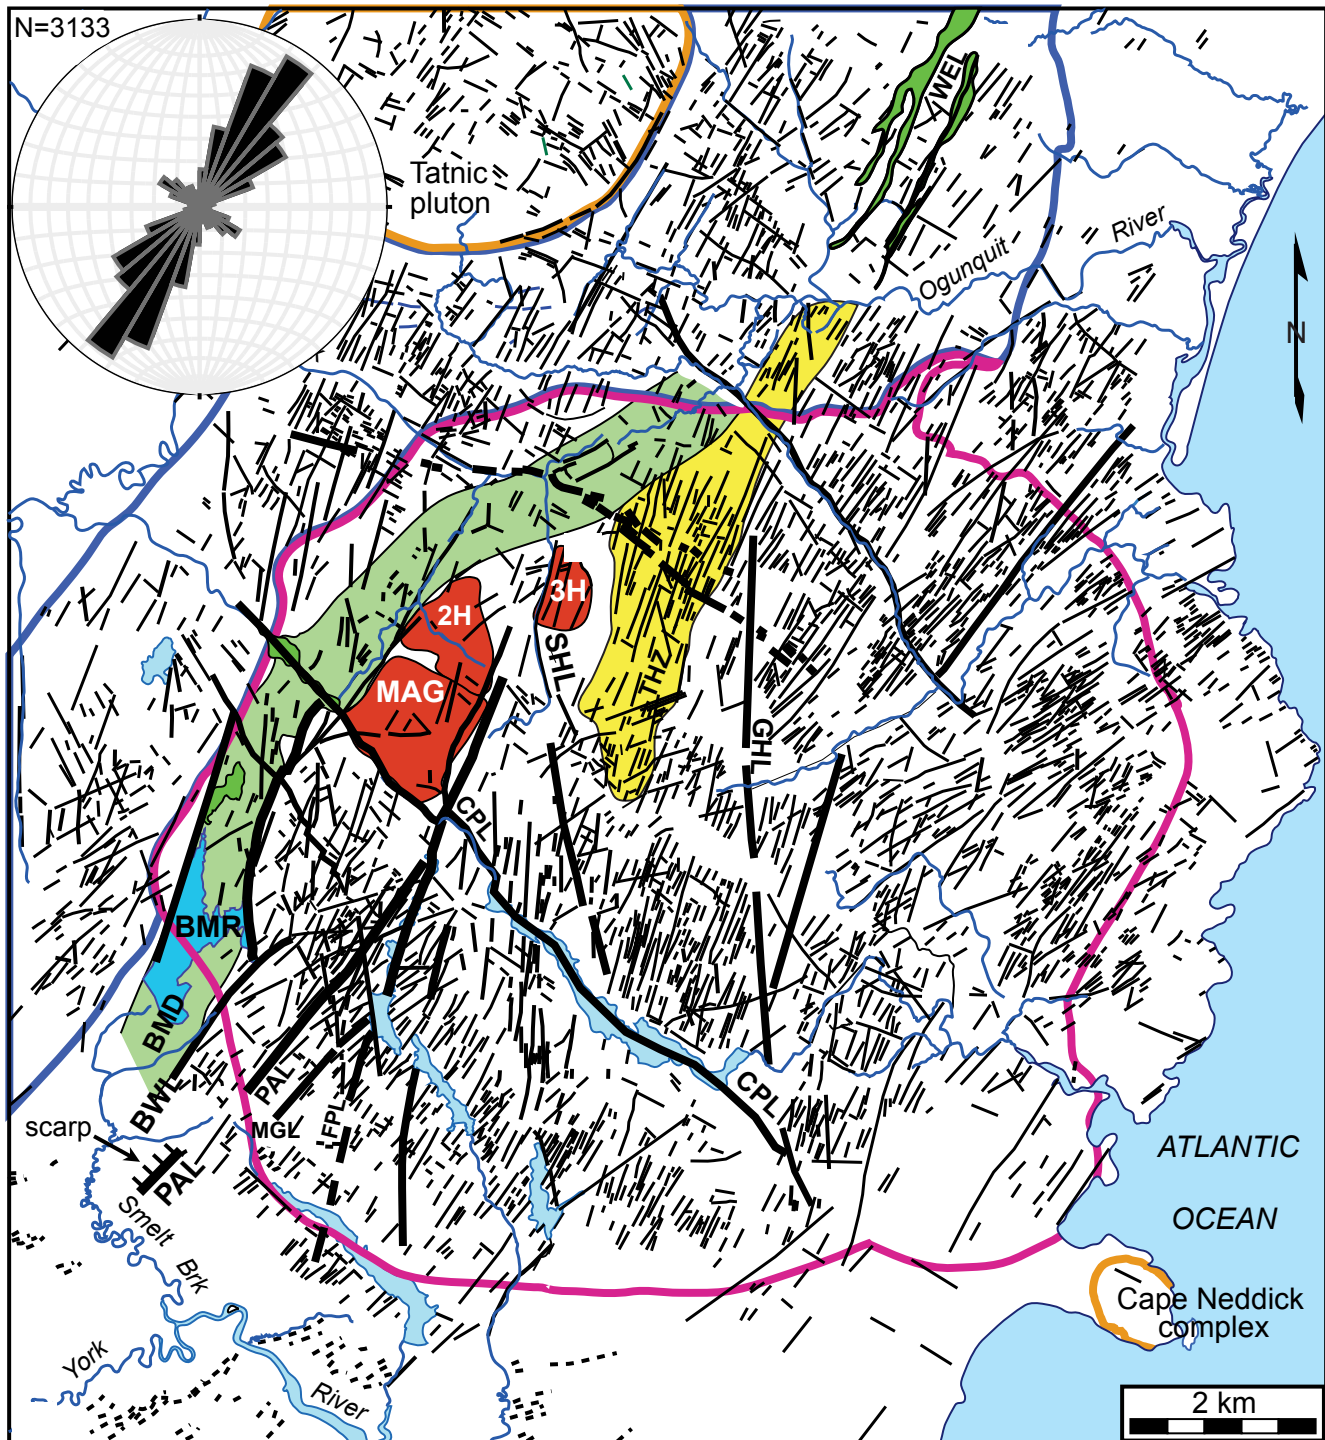 N=3133
WEL
Tatnic
pluton
Ogunquit
River
N
2H
3H
MAG
SHL
THZ
GHL
CPL
BMR
BMD
BWL
PAL
MGL
FPL
CPL
scarp
PAL
Smelt
Brk
York
River
ATLANTIC
OCEAN
Cape Neddick
complex
2 km